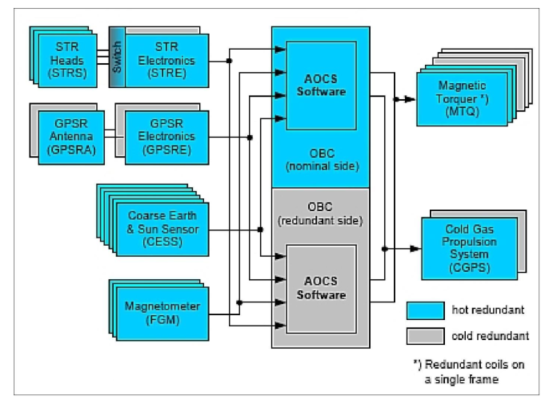 STR
Heads
(STRS)
Switch
STR
Electronics
(STRE)
GPSR
Antenna
(GPSRA)
GPSR
Electronics
(GPSRE)
Coarse Earth
& Sun Sensor
(CESS)
Magnetometer
(FGM)
AOCS
Software
OBC
(nominal side)
OBC
(redundant side)
AOCS
Software
Magnetic
Torquer *)
(MTQ)
Cold Gas
Propulsion
System
(CGPS)
hot redundant
cold redundant
*) Redundant coils on
a single frame